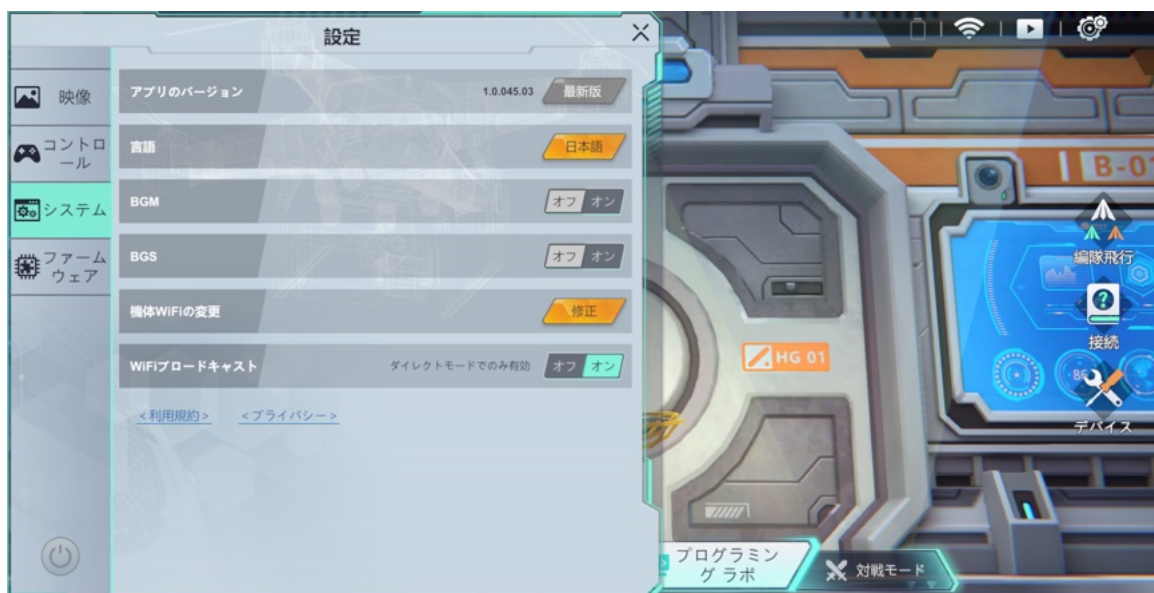 設定
映像
コントロ
ール
システム
ファーム
ウェア
アプリのバージョン 1.0.045.03 最新版
言語 日本語
BGM オフ オン
BGS オフ オン
機体WiFiの変更 修正
WiFiブロードキャスト ダイレクトモードでのみ有効 オフ オン
<利用規約> <プライバシー>
B-01
編隊飛行
接続
デバイス
HG 01
86
プログラミン
グ ラボ
対戦モード